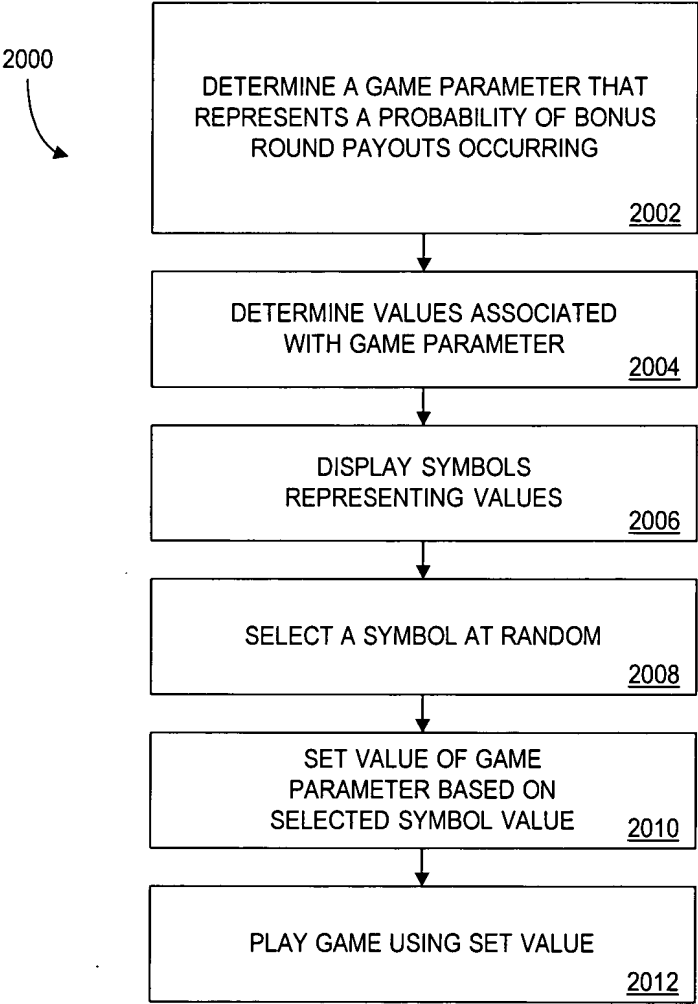 2000
DETERMINE A GAME PARAMETER THAT
REPRESENTS A PROBABILITY OF BONUS
ROUND PAYOUTS OCCURRING
2002
DETERMINE VALUES ASSOCIATED
WITH GAME PARAMETER
2004
DISPLAY SYMBOLS
REPRESENTING VALUES
2006
SELECT A SYMBOL AT RANDOM
2008
SET VALUE OF GAME
PARAMETER BASED ON
SELECTED SYMBOL VALUE
2010
PLAY GAME USING SET VALUE
2012